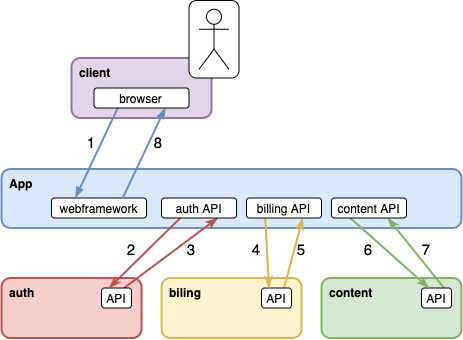 client
browser
1
8
App
webframework
auth API
billing API
content API
2
3
4
5
6
7
auth
API
biling
API
content
API